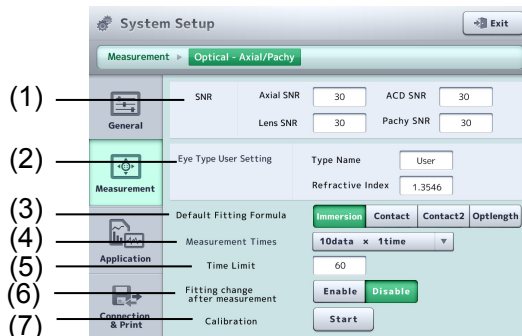 System Setup
Exit
Measurement
Optical - Axial/Pachy
(1)
SNR
Axial SNR
30
ACD SNR
30
General
Lens SNR
30
Pachy SNR
30
(2)
Eye Type User Setting
Type Name
User
Measurement
Refractive Index
1.3546
(3)
Default Fitting Formula
Immersion
Contact
Contact2
Optlength
(4)
Measurement Times
10data × 1time
Application
(5)
Time Limit
60
(6)
Fitting change
after measurement
Enable
Disable
Connection
& Print
(7)
Calibration
Start